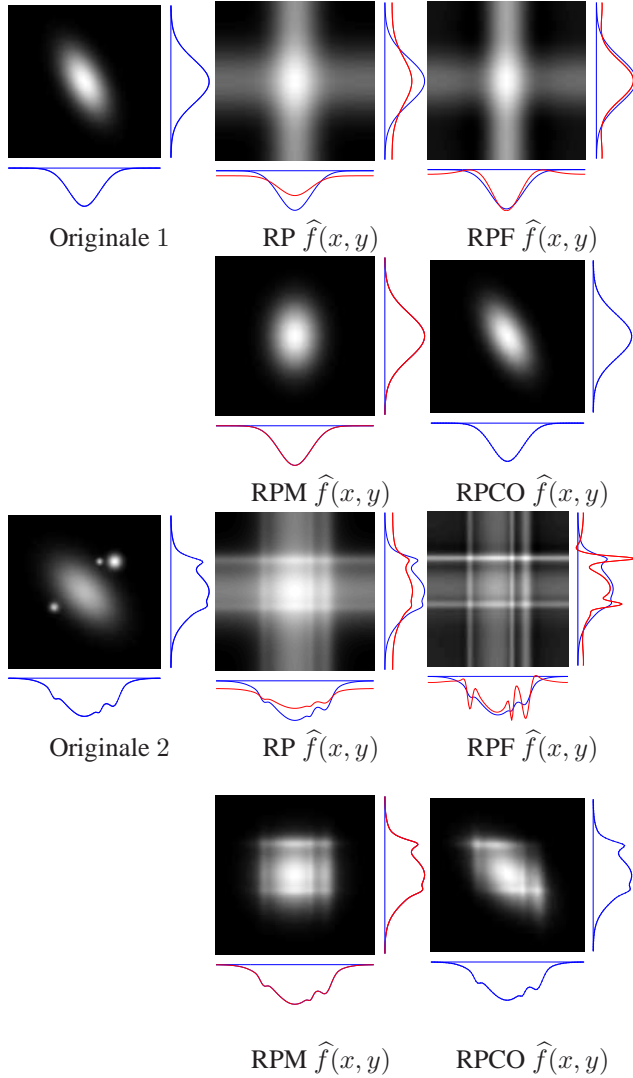 Originale 1 RP $\widehat{f}(x, y)$ RPF $\widehat{f}(x, y)$
RPM $\widehat{f}(x, y)$ RPCO $\widehat{f}(x, y)$
Originale 2 RP $\widehat{f}(x, y)$ RPF $\widehat{f}(x, y)$
RPM $\widehat{f}(x, y)$ RPCO $\widehat{f}(x, y)$